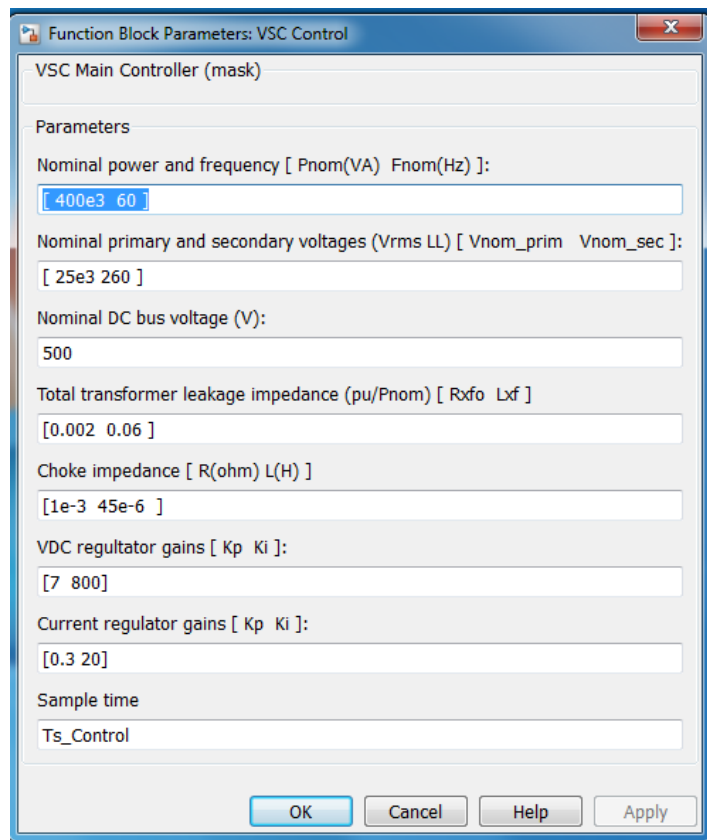 Function Block Parameters: VSC Control
VSC Main Controller (mask)
Parameters
Nominal power and frequency [ Pnom(VA) Fnom(Hz) ]:
[ 400e3 60 ]
Nominal primary and secondary voltages (Vrms LL) [ Vnom_prim Vnom_sec ]:
[ 25e3 260 ]
Nominal DC bus voltage (V):
500
Total transformer leakage impedance (pu/Pnom) [ Rxfo Lxf ]
[0.002 0.06 ]
Choke impedance [ R(ohm) L(H) ]
[1e-3 45e-6 ]
VDC regultator gains [ Kp Ki ]:
[7 800]
Current regulator gains [ Kp Ki ]:
[0.3 20]
Sample time
Ts_Control
OK Cancel Help Apply